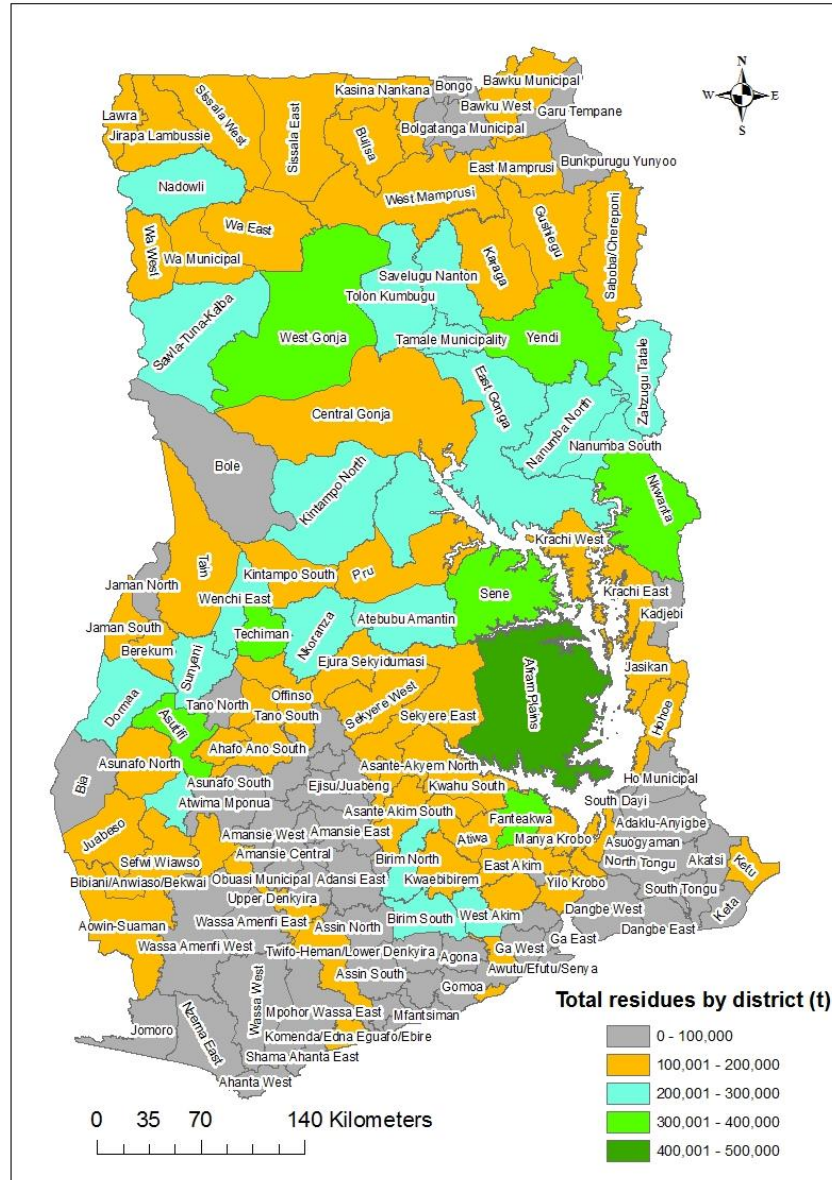 N
W E
S
Kasina Nankana
Bongo
Bawku Municipal
Lawra
Sissala West
Bawku West
Garu Tempane
Jirapa Lambussie
Sissala East
Builsa
Bolgatanga Municipal
East Mamprusi
Bunkpurugu Yunyoo
Nadowli
West Mamprusi
Wa East
Gushiegu
Saboba/Chereponi
Wa West
Wa Municipal
Karaga
Savelugu Nanton
Tolon Kumbugu
Sawla-Tuna-Kalba
West Gonja
Tamale Municipality
Yendi
Zabzugu Tatale
East Gonga
Central Gonja
Nanumba North
Nanumba South
Bole
Kintampo North
Nkwanta
Krachi West
Tain
Jaman North
Kintampo South
Pru
Sene
Krachi East
Wenchi East
Kadjebi
Jaman South
Techiman
Nkoranza
Atebubu Amantin
Berekum
Sunyani
Ejura Sekyidumasi
Afram Plains
Jasikan
Dormaa
Tano North
Offinso
Sekyere West
Hohoe
Asutifi
Tano South
Sekyere East
Asunafo North
Ahafo Ano South
Bia
Asante-Akyem North
Ho Municipal
Asunafo South
Ejisu/Juabeng
Kwahu South
South Dayi
Atwima Mponua
Asante Akim South
Fanteakwa
Adaklu-Anyigbe
Juabeso
Amansie West
Amansie East
Atiwa
Manya Krobo
Asuogyaman
Sefwi Wiawso
Amansie Central
Birim North
East Akim
North Tongu
Akatsi
Ketu
Bibiani/Anwiaso/Bekwai
Obuasi Municipal
Adansi East
Kwaebibirem
Yilo Krobo
South Tongu
Upper Denkyira
Keta
Aowin-Suaman
Wassa Amenfi East
Assin North
Birim South
West Akim
Dangbe West
Dangbe East
Wassa Amenfi West
Twifo-Heman/Lower Denkyira
Agona
Ga West
Ga East
Assin South
Awutu/Efutu/Senya
Gomoa
Wassa West
Mpohor Wassa East
Mfantsiman
Jomoro
Nzema East
Komenda/Edna Eguafo/Ebire
Shama Ahanta East
Ahanta West
Total residues by district (t)
0 - 100,000
100,001 - 200,000
200,001 - 300,000
300,001 - 400,000
400,001 - 500,000
0 35 70 140 Kilometers